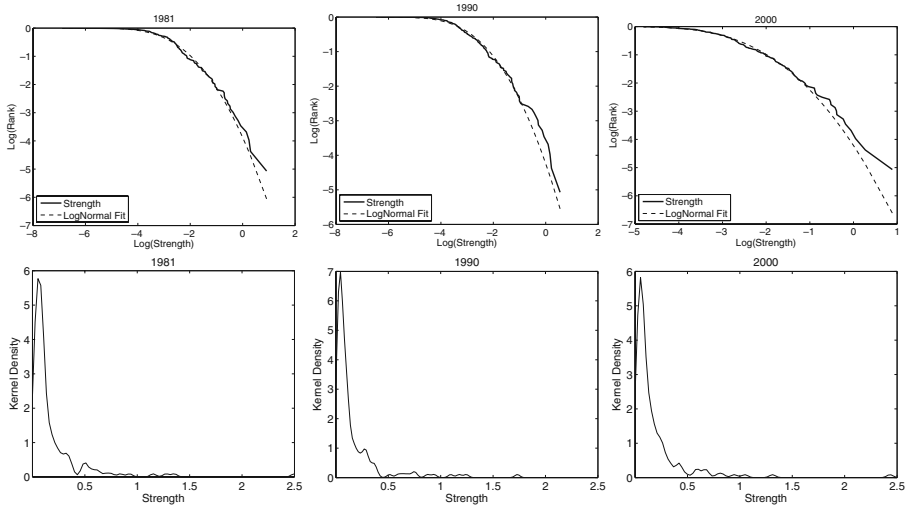 1981
0
−1
−2
−3
−4
−5
−6
−7
Log(Rank)
Strength
LogNormal Fit
−8 −6 −4 −2 0 2
Log(Strength)
1990
0
−1
−2
−3
−4
−5
−6
Log(Rank)
Strength
LogNormal Fit
−8 −6 −4 −2 0 2
Log(Strength)
2000
0
−1
−2
−3
−4
−5
−6
−7
Log(Rank)
Strength
LogNormal Fit
−5 −4 −3 −2 −1 0 1
Log(Strength)
1981
6
5
4
3
2
1
0
Kernel Density
0.5 1 1.5 2 2.5
Strength
1990
7
6
5
4
3
2
1
0
Kernel Density
0.5 1 1.5 2 2.5
Strength
2000
6
5
4
3
2
1
0
Kernel Density
0.5 1 1.5 2 2.5
Strength